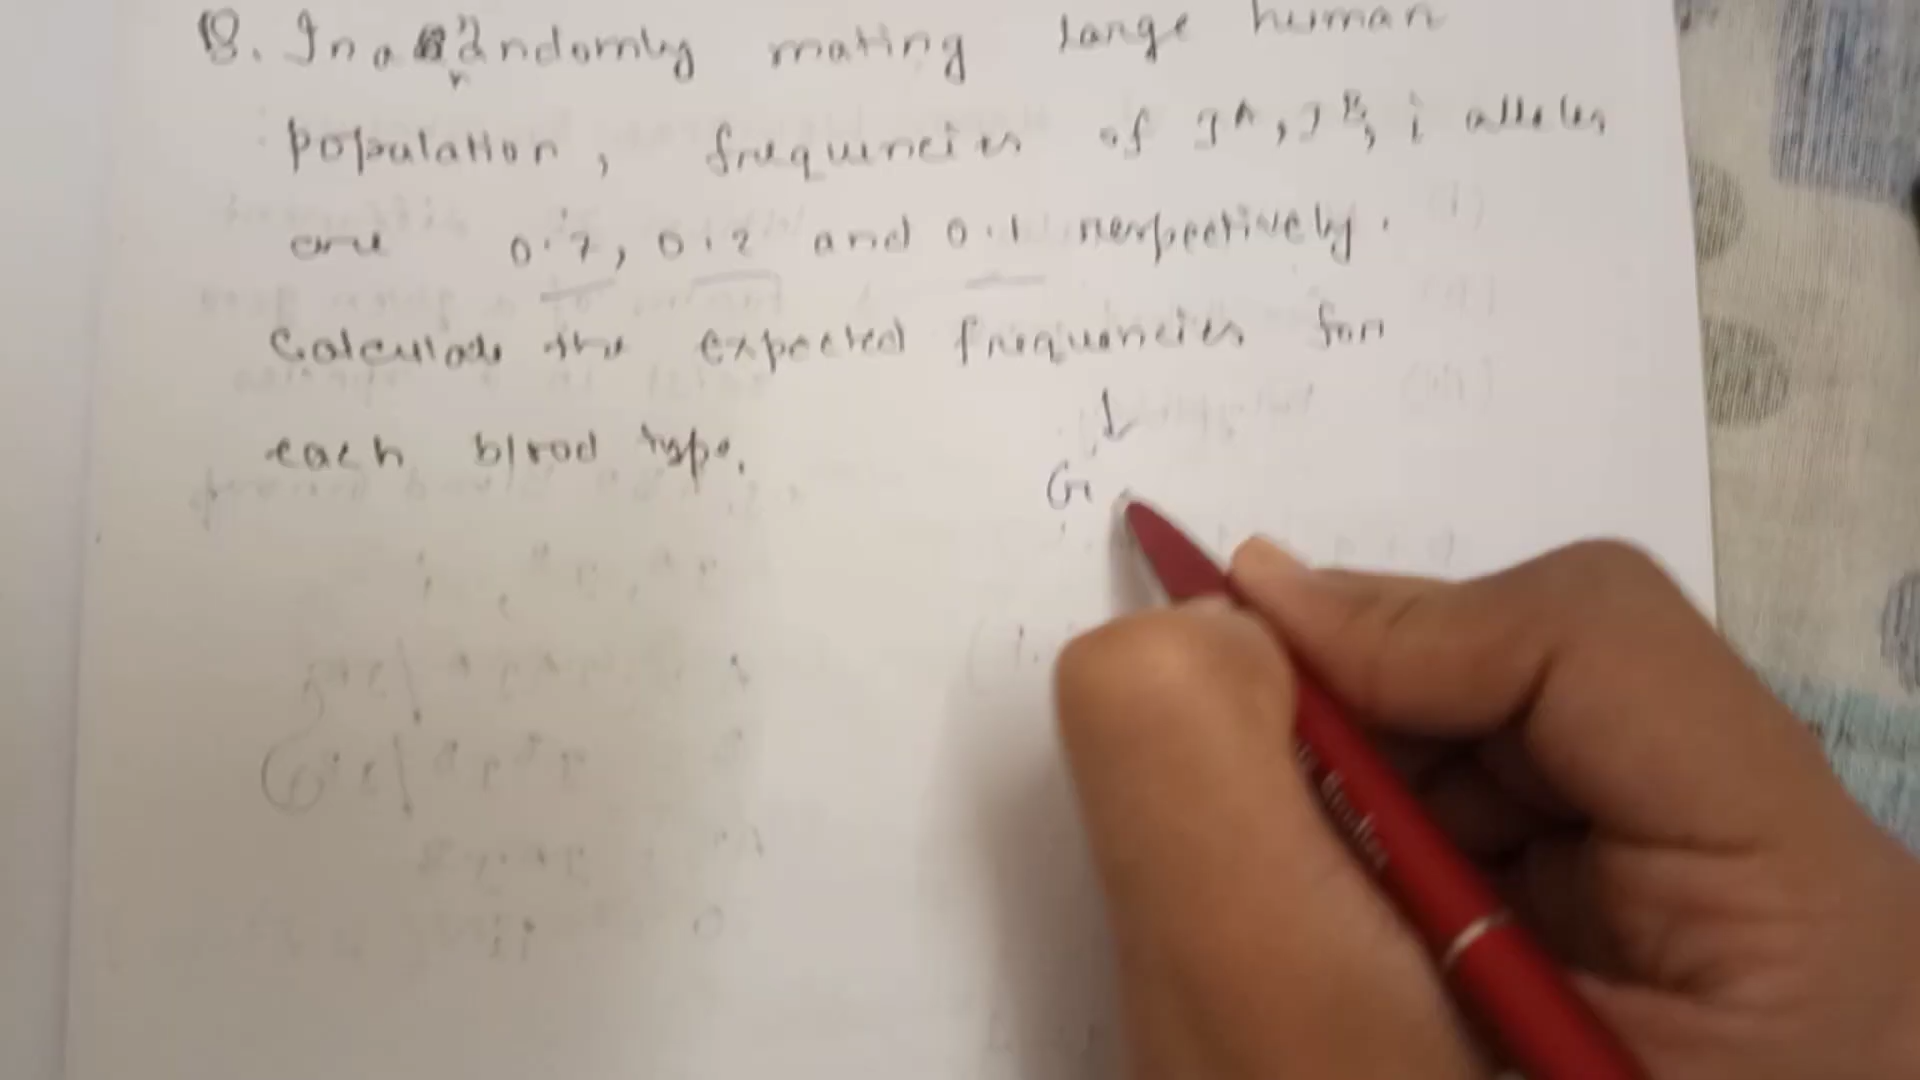 Q. In a randomly mating large human
population, frequencies of I^A, I^B, i alleles
are 0.7, 0.2 and 0.1 respectively.
Calculate the expected frequencies for
each blood type.
G